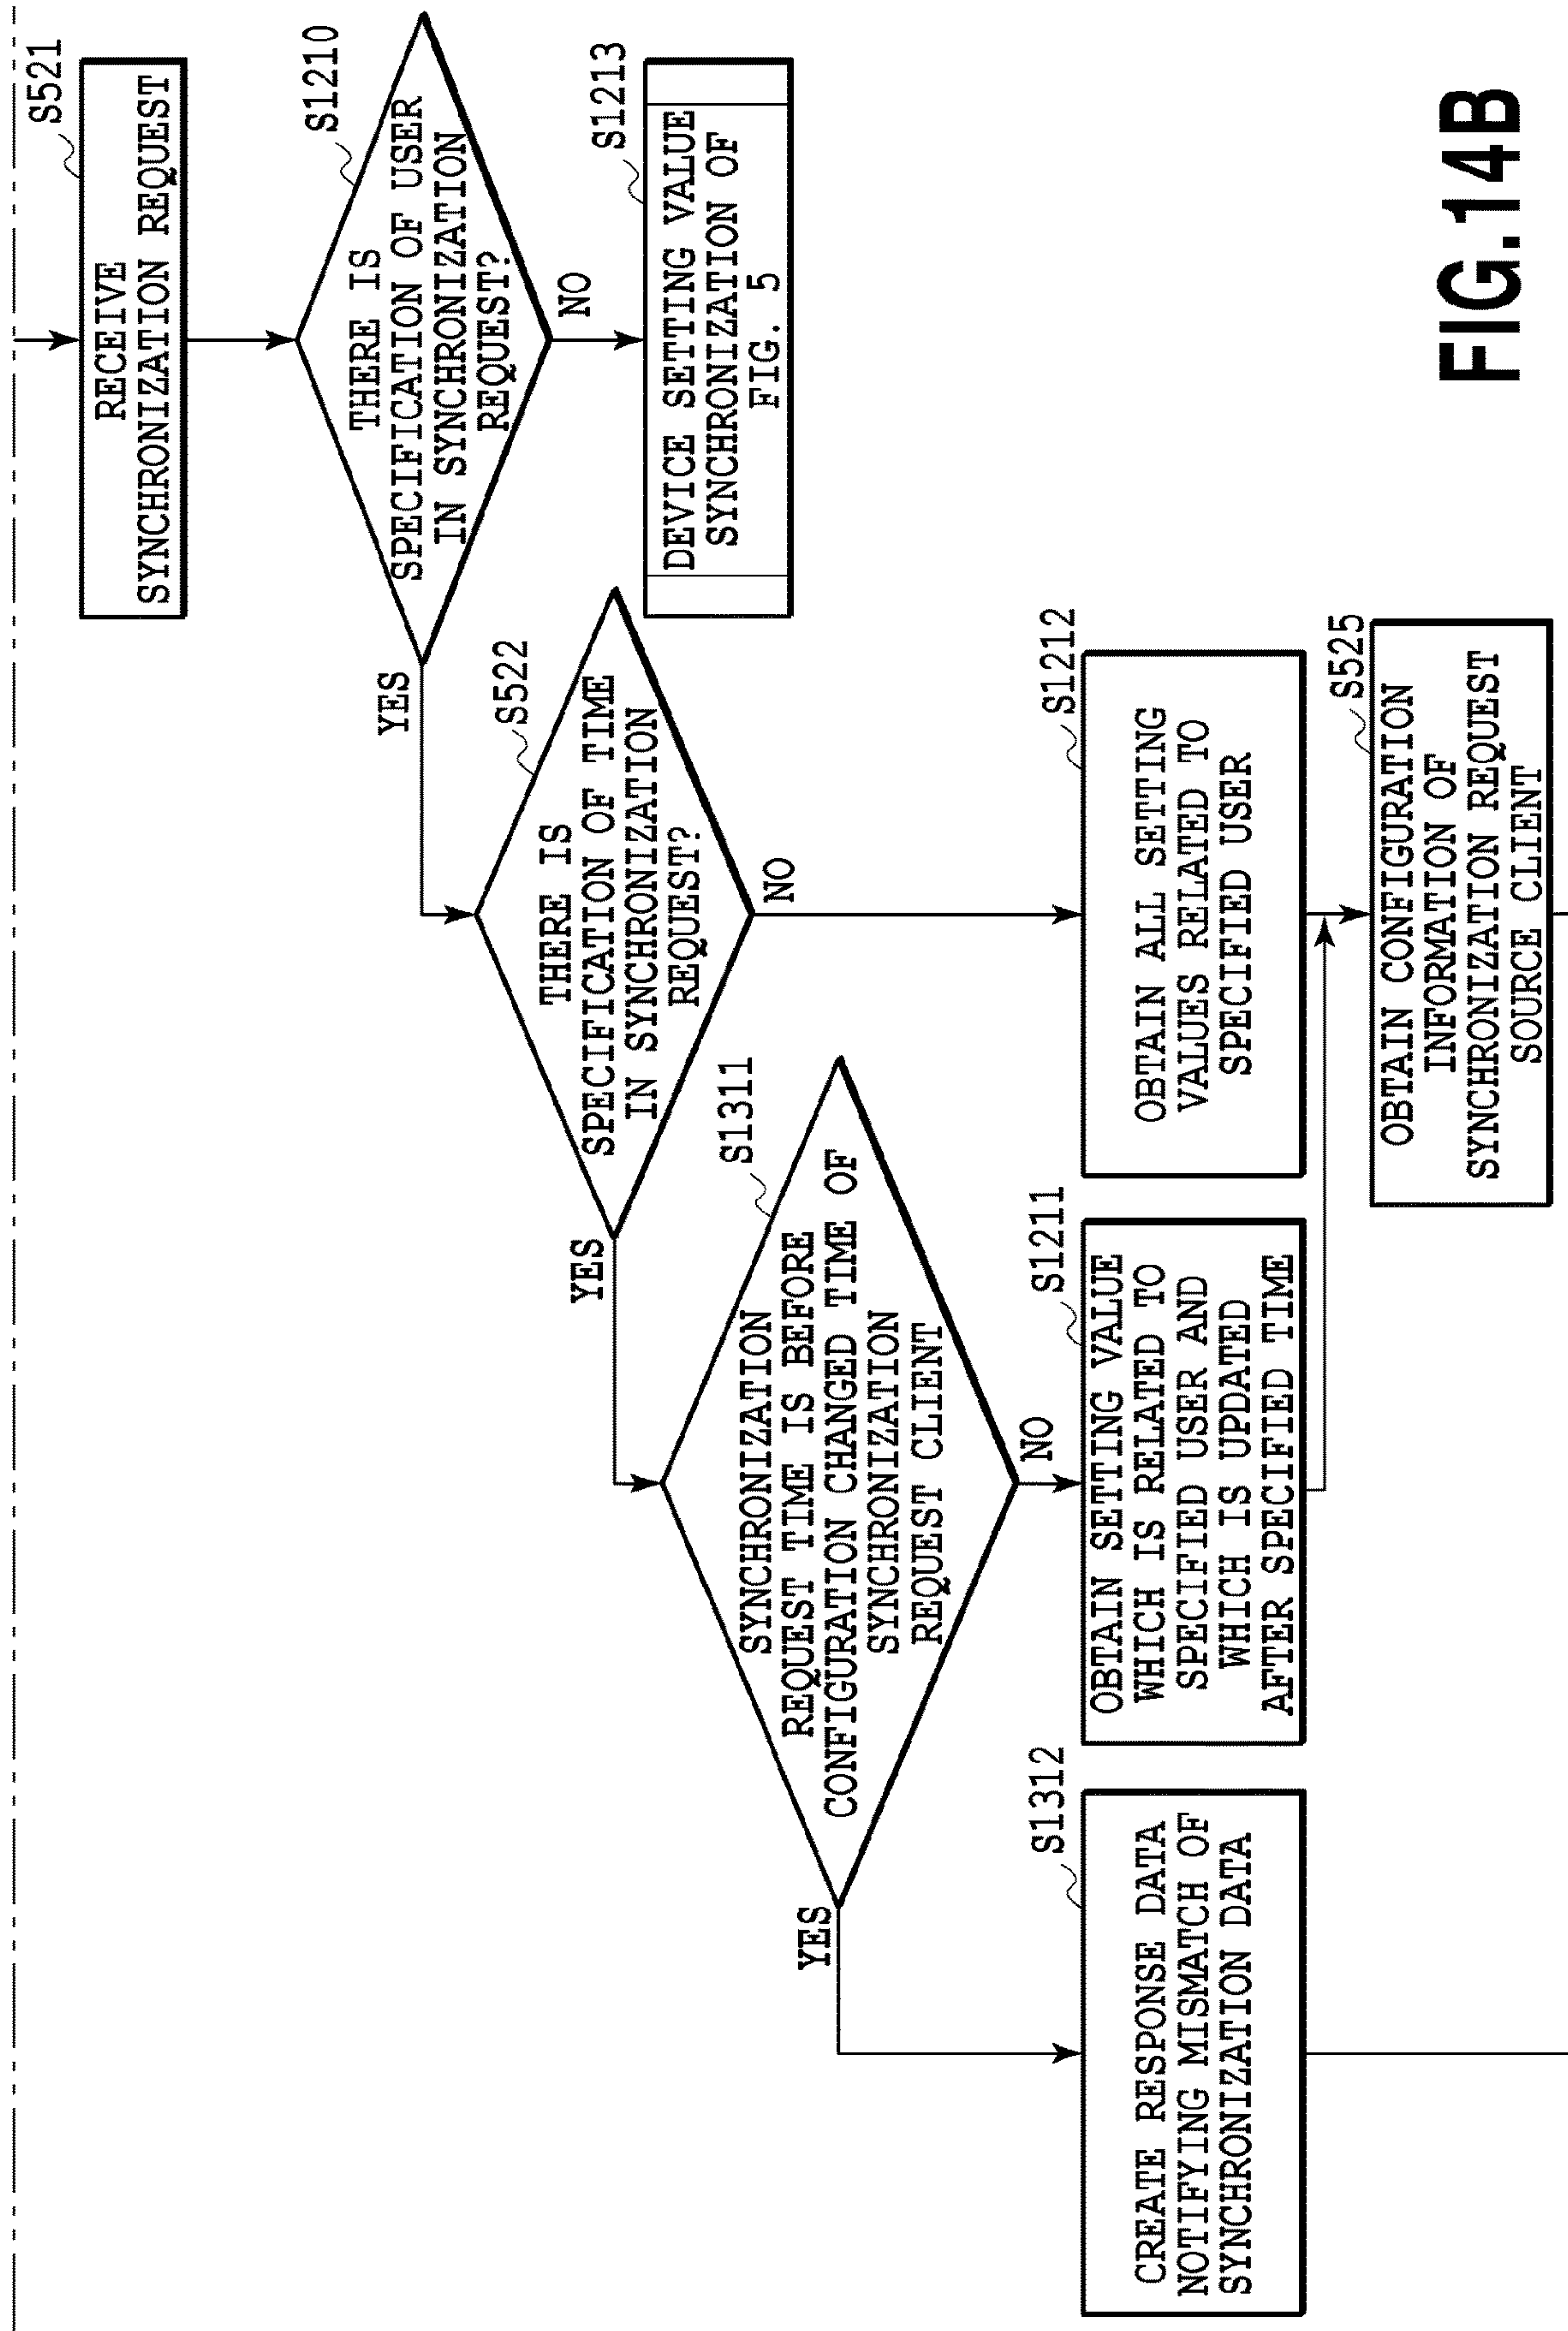 S521
RECEIVE
SYNCHRONIZATION REQUEST
S1210
THERE IS
SPECIFICATION OF USER
IN SYNCHRONIZATION
REQUEST?
YES
NO
S1213
DEVICE SETTING VALUE
SYNCHRONIZATION OF
FIG. 5
S522
THERE IS
SPECIFICATION OF TIME
IN SYNCHRONIZATION
REQUEST?
YES
NO
S1311
SYNCHRONIZATION
REQUEST TIME IS BEFORE
CONFIGURATION CHANGED TIME OF
SYNCHRONIZATION
REQUEST CLIENT
YES
NO
S1312
CREATE RESPONSE DATA
NOTIFYING MISMATCH OF
SYNCHRONIZATION DATA
S1211
OBTAIN SETTING VALUE
WHICH IS RELATED TO
SPECIFIED USER AND
WHICH IS UPDATED
AFTER SPECIFIED TIME
S1212
OBTAIN ALL SETTING
VALUES RELATED TO
SPECIFIED USER
S525
OBTAIN CONFIGURATION
INFORMATION OF
SYNCHRONIZATION REQUEST
SOURCE CLIENT
FIG.14B